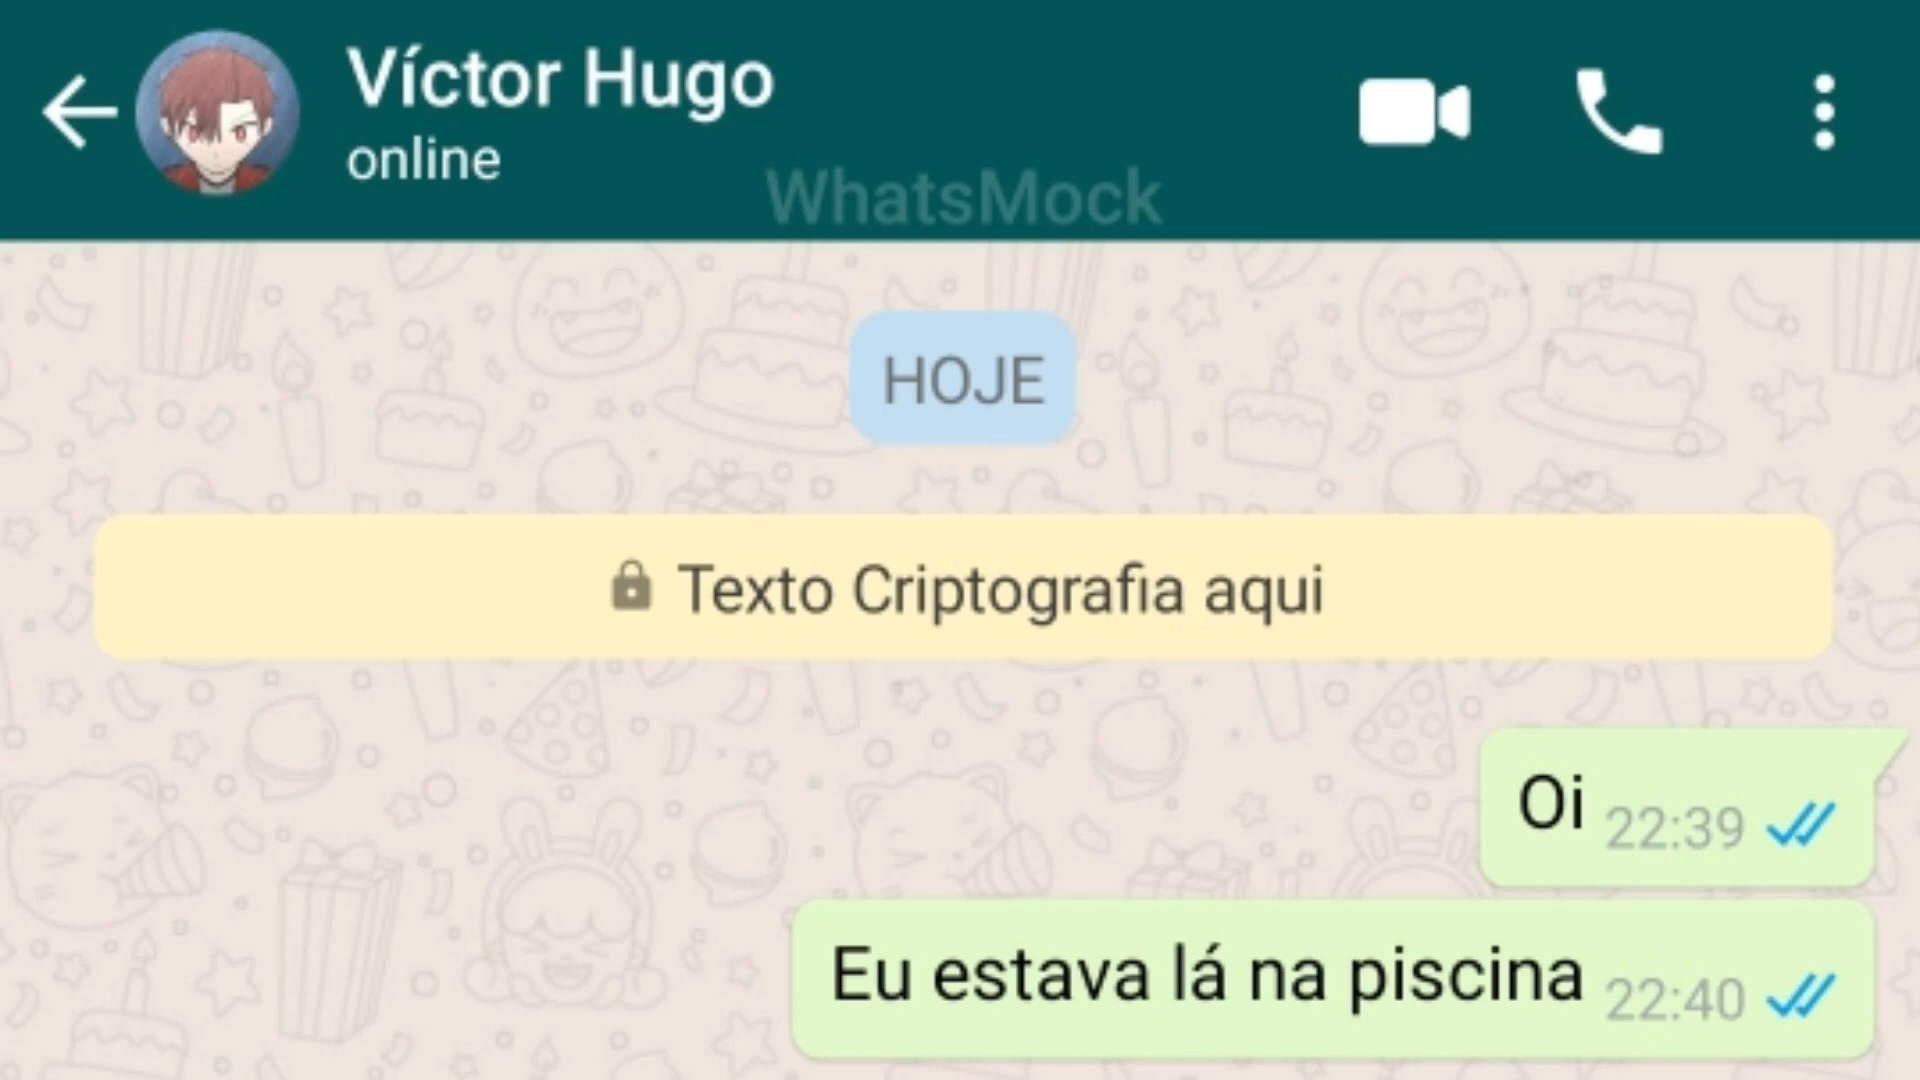 Víctor Hugo
online
WhatsMock
HOJE
Texto Criptografia aqui
Oi 22:39
Eu estava lá na piscina 22:40